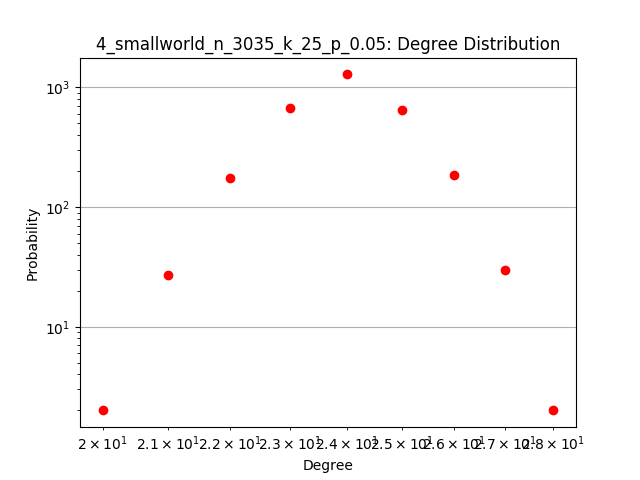 4_smallworld_n_3035_k_25_p_0.05: Degree Distribution
Probability
10³
10²
10¹
2 × 10¹ 2.1 × 10¹ 2.2 × 10¹ 2.3 × 10¹ 2.4 × 10¹ 2.5 × 10¹ 2.6 × 10¹ 2.7 × 10¹ 2.8 × 10¹
Degree